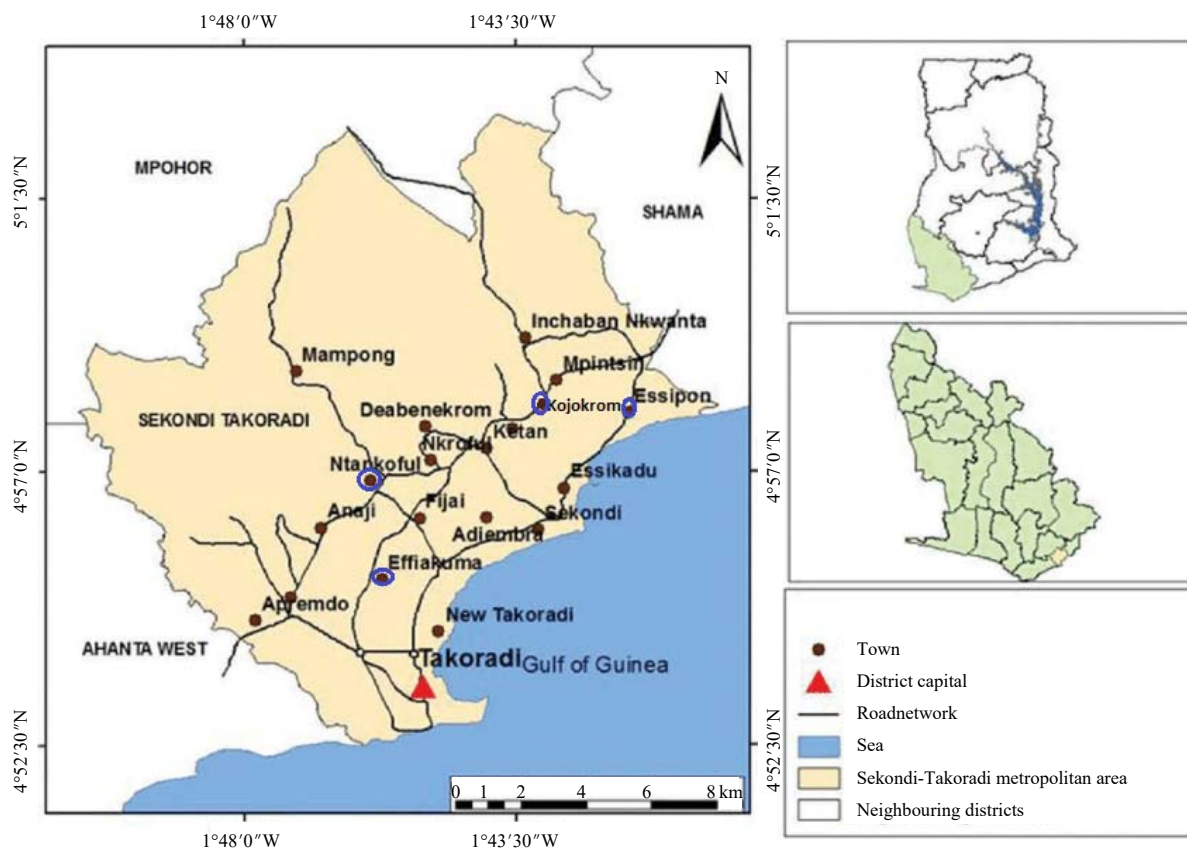 1°48′0″W
1°43′30″W
N
MPOHOR
SHAMA
5°1′30″N
5°1′30″N
Inchaban Nkwanta
Mampong
Mpintsin
Essipon
Kojokrom
SEKONDI TAKORADI
Deabenekrom
Ketan
Nkroful
Ntankoful
Essikadu
4°57′0″N
4°57′0″N
Anaji
Fijai
Sekondi
Adiembra
Effiakuma
Apremdo
New Takoradi
AHANTA WEST
Takoradi
Gulf of Guinea
4°52′30″N
4°52′30″N
0 1 2 4 6 8 km
1°48′0″W
1°43′30″W
Town
District capital
Roadnetwork
Sea
Sekondi-Takoradi metropolitan area
Neighbouring districts